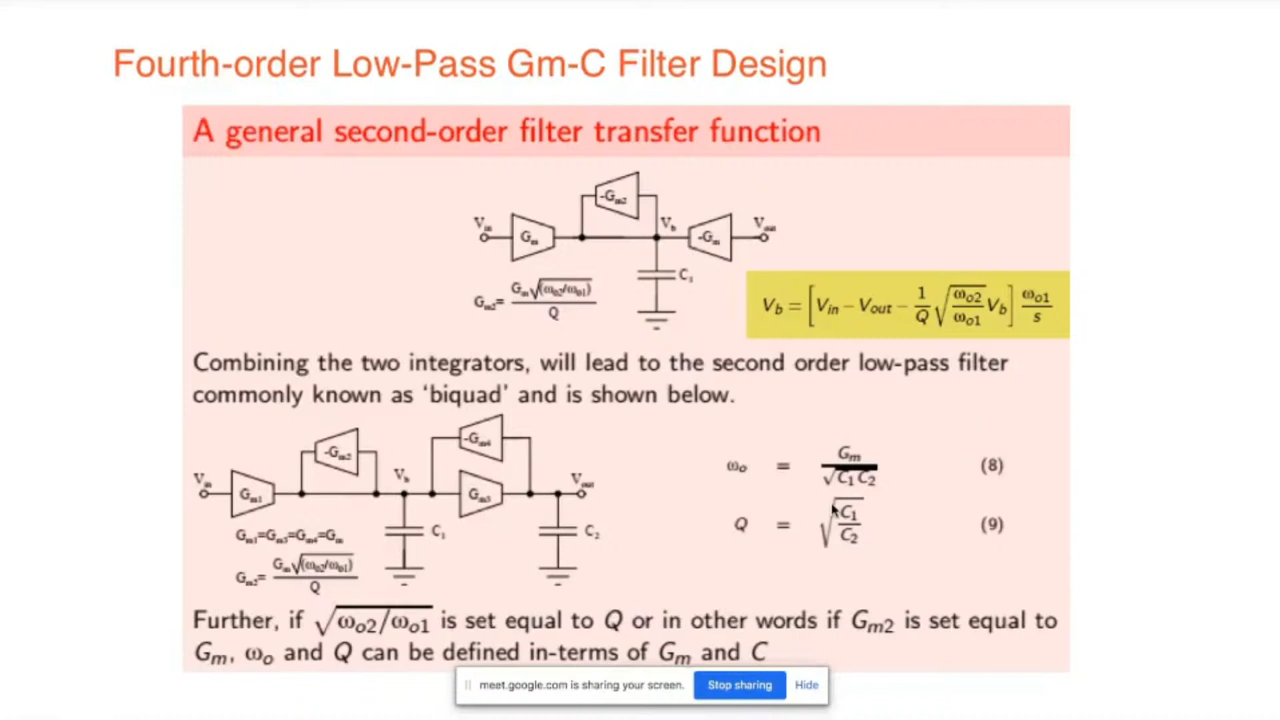 Fourth-order Low-Pass Gm-C Filter Design
A general second-order filter transfer function
-Gm2
Vin Gm Vb -Gm Vout
C1
Gm2= Gm√(ωo2/ωo1) / Q
Vb = [Vin − Vout − 1/Q √(ωo2/ωo1) Vb] ωo1/s
Combining the two integrators, will lead to the second order low-pass filter
commonly known as ‘biquad’ and is shown below.
-Gm2 -Gm4
Vin Gm1 Vb Gm3 Vout
C1 C2
Gm1=Gm3=Gm4=Gm
Gm2= Gm√(ωo2/ωo1) / Q
ωo = Gm / √C1C2 (8)
Q = √(C1/C2) (9)
Further, if √ωo2/ωo1 is set equal to Q or in other words if Gm2 is set equal to
Gm, ωo and Q can be defined in-terms of Gm and C
meet.google.com is sharing your screen. Stop sharing Hide